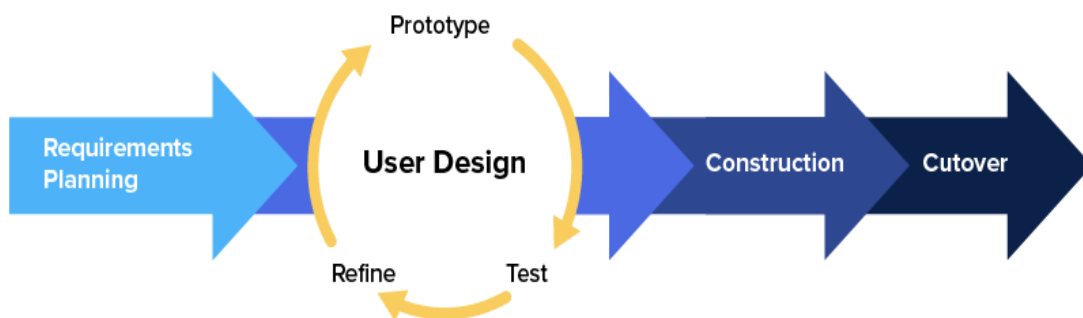 Prototype
Requirements
Planning
User Design
Construction
Cutover
Refine
Test